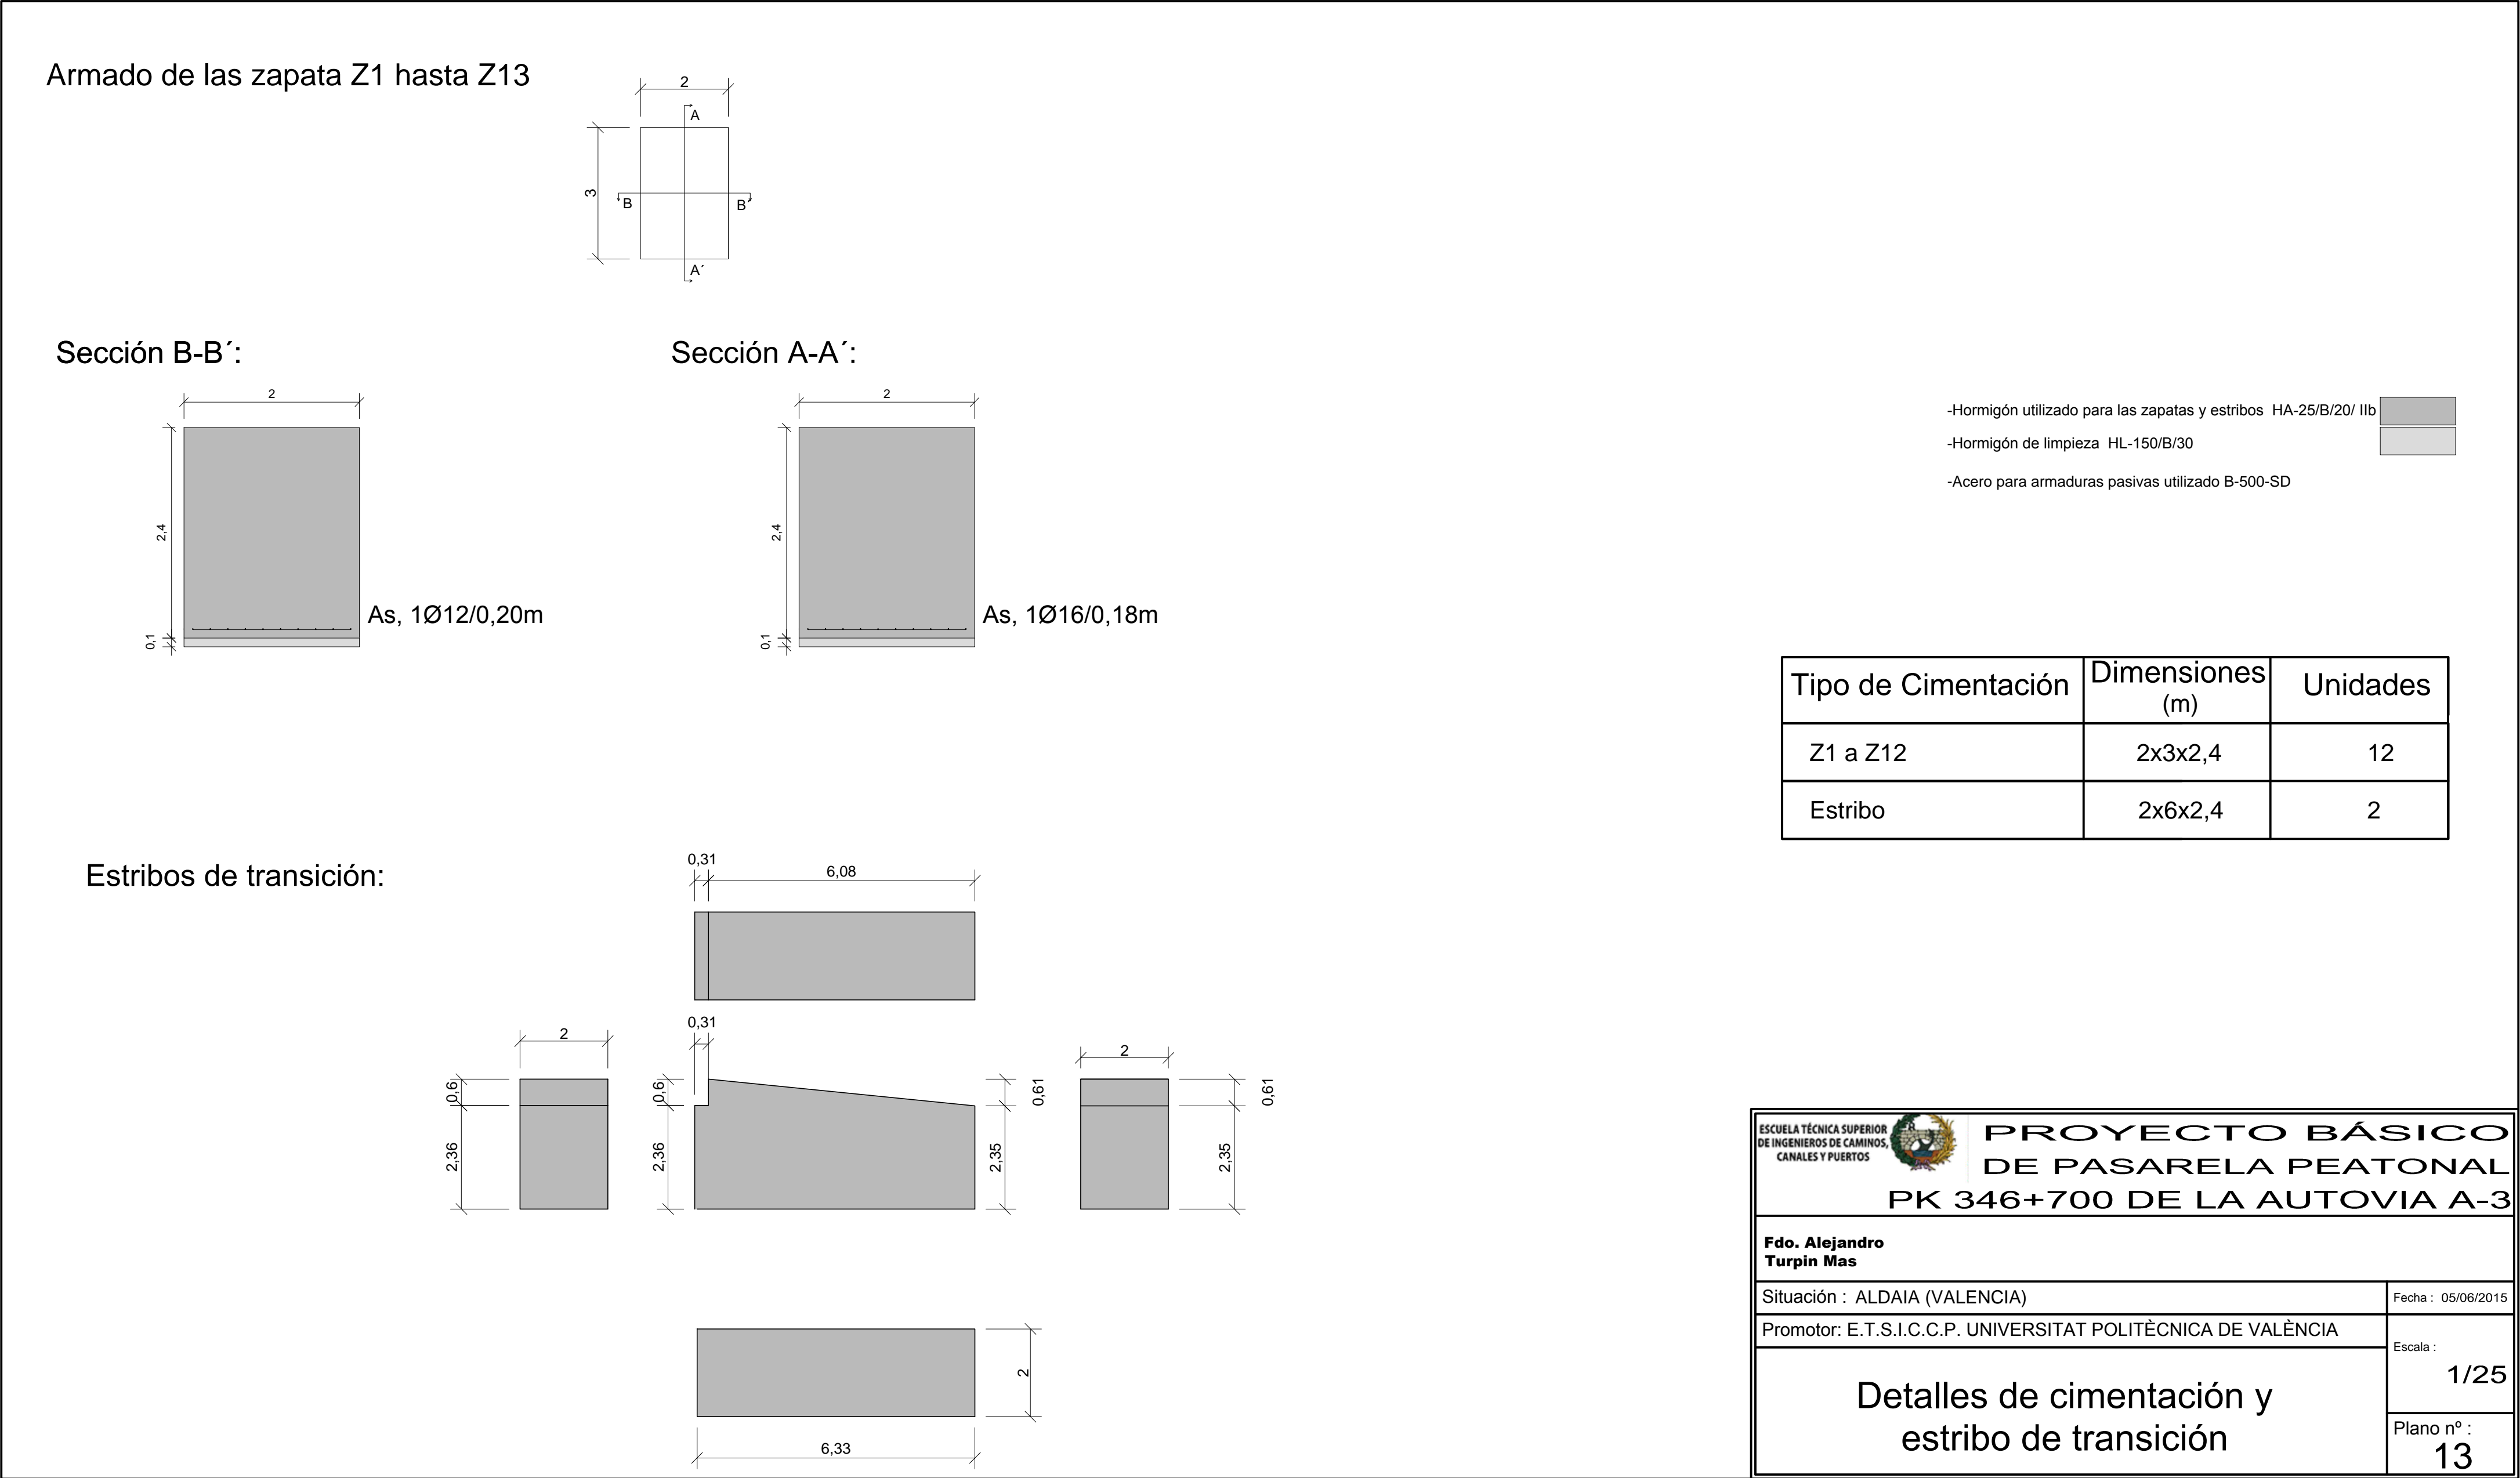 Armado de las zapata Z1 hasta Z13
2
A
3
B
B´
A´
Sección B-B´:
2
2,4
0,1
As, 1Ø12/0,20m
Sección A-A´:
2
2,4
0,1
As, 1Ø16/0,18m
-Hormigón utilizado para las zapatas y estribos HA-25/B/20/ IIb
-Hormigón de limpieza HL-150/B/30
-Acero para armaduras pasivas utilizado B-500-SD
Tipo de Cimentación Dimensiones (m) Unidades
Z1 a Z12 2x3x2,4 12
Estribo 2x6x2,4 2
Estribos de transición:
0,31
6,08
2
0,6
2,36
0,31
0,6
2,36
0,61
2,35
2
0,61
2,35
2
6,33
ESCUELA TÉCNICA SUPERIOR
DE INGENIEROS DE CAMINOS,
CANALES Y PUERTOS
PROYECTO BÁSICO
DE PASARELA PEATONAL
PK 346+700 DE LA AUTOVIA A-3
Fdo. Alejandro
Turpin Mas
Situación : ALDAIA (VALENCIA)
Fecha : 05/06/2015
Promotor: E.T.S.I.C.C.P. UNIVERSITAT POLITÈCNICA DE VALÈNCIA
Escala :
1/25
Detalles de cimentación y
estribo de transición
Plano nº :
13